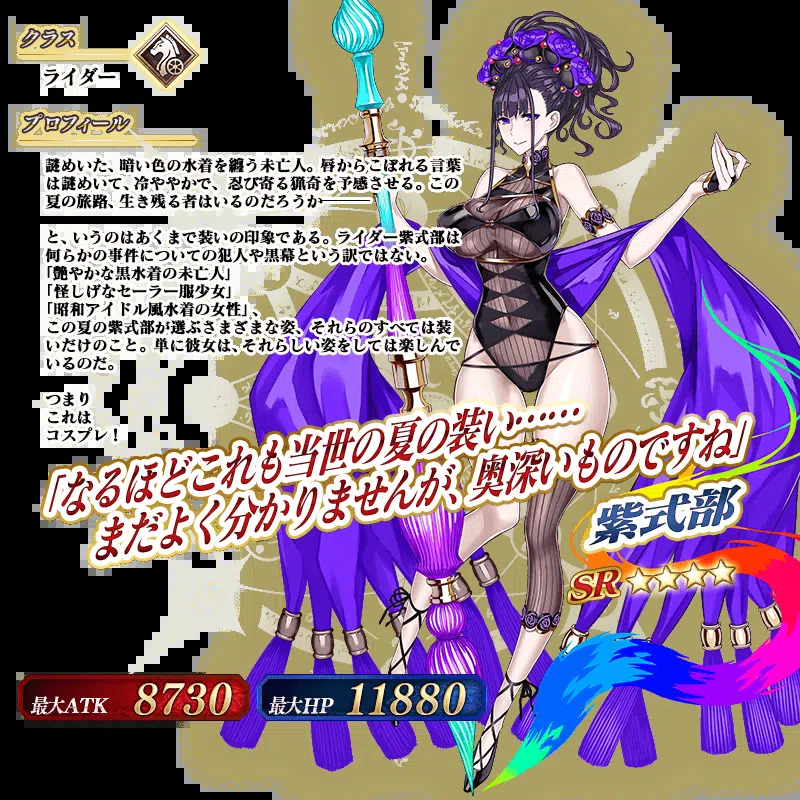 クラス
ライダー
プロフィール
謎めいた、暗い色の水着を纏う未亡人。唇からこぼれる言葉
は謎めいて、冷ややかで、忍び寄る猟奇を予感させる。この
夏の旅路、生き残る者はいるのだろうか―――
と、いうのはあくまで装いの印象である。ライダー紫式部は
何らかの事件についての犯人や黒幕という訳ではない。
「艶やかな黒水着の未亡人」
「怪しげなセーラー服少女」
「昭和アイドル風水着の女性」、
この夏の紫式部が選ぶさまざまな姿、それらのすべては装
いだけのこと。単に彼女は、それらしい姿をしては楽しんで
いるのだ。
つまり
これは
コスプレ！
「なるほどこれも当世の夏の装い……
まだよく分かりませんが、奥深いものですね」
紫式部
SR
最大ATK 8730
最大HP 11880